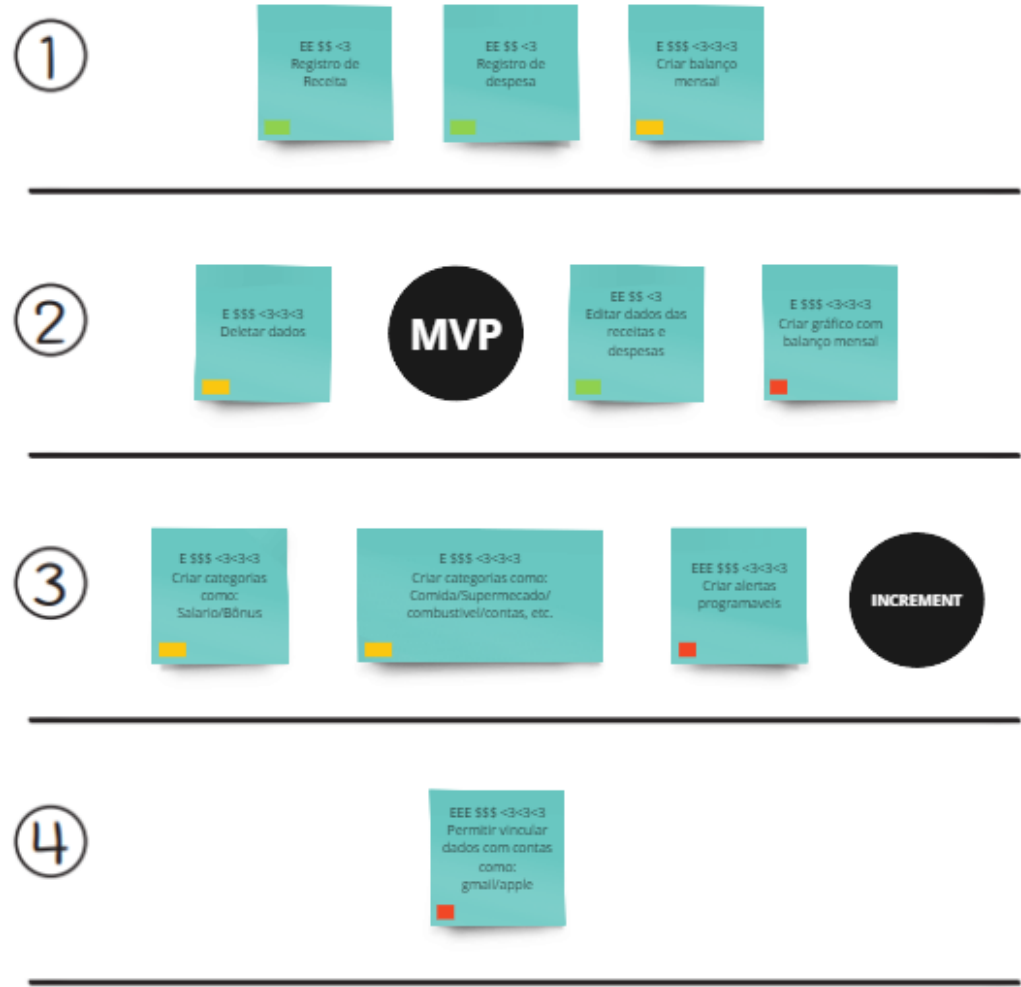 1
EE $$ <3
Registro de
Receita
EE $$ <3
Registro de
despesa
E $$$ <3<3<3
Criar balanço
mensal
2
E $$$ <3<3<3
Deletar dados
MVP
EE $$ <3
Editar dados das
receitas e
despesas
E $$$ <3<3<3
Criar gráfico com
balanço mensal
3
E $$$ <3<3<3
Criar categorias
como:
Salario/Bônus
E $$$ <3<3<3
Criar categorias como:
Comida/Supermecado/
combustivel/contas, etc.
EEE $$$ <3<3<3
Criar alertas
programaveis
INCREMENT
4
EEE $$$ <3<3<3
Permitir vincular
dados com contas
como:
gmail/apple